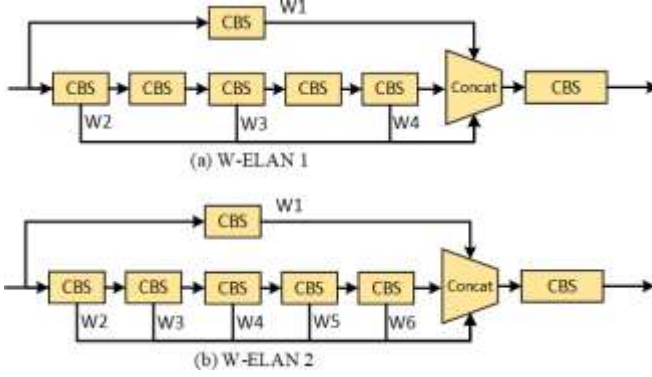 W1
CBS
CBS CBS CBS CBS CBS Concat CBS
W2 W3 W4
(a) W-ELAN 1
W1
CBS
CBS CBS CBS CBS CBS Concat CBS
W2 W3 W4 W5 W6
(b) W-ELAN 2